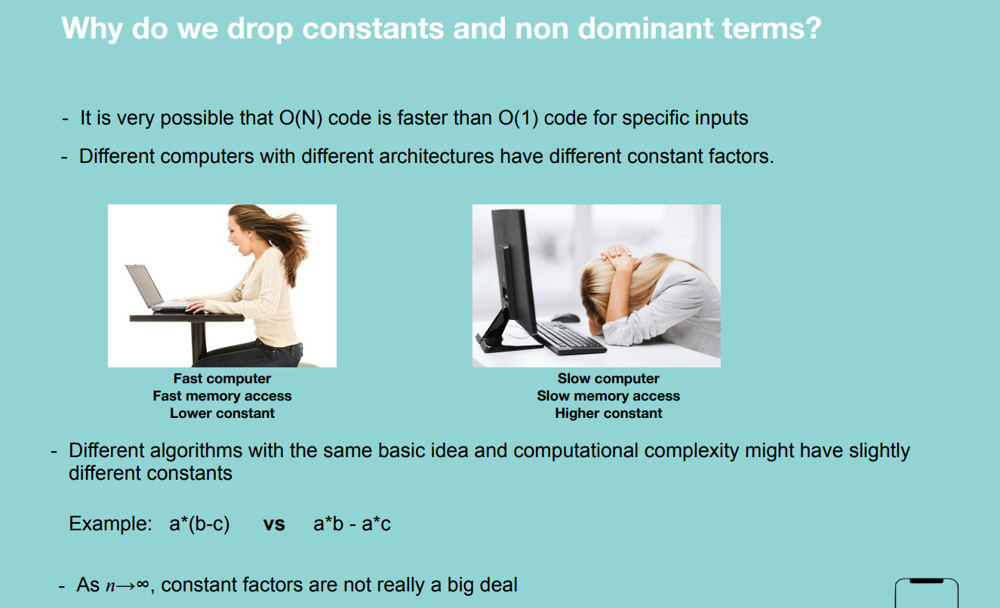 Why do we drop constants and non dominant terms?
- It is very possible that O(N) code is faster than O(1) code for specific inputs
- Different computers with different architectures have different constant factors.
Fast computer
Fast memory access
Lower constant
Slow computer
Slow memory access
Higher constant
- Different algorithms with the same basic idea and computational complexity might have slightly
different constants
Example: a*(b-c) vs a*b - a*c
- As n→∞, constant factors are not really a big deal